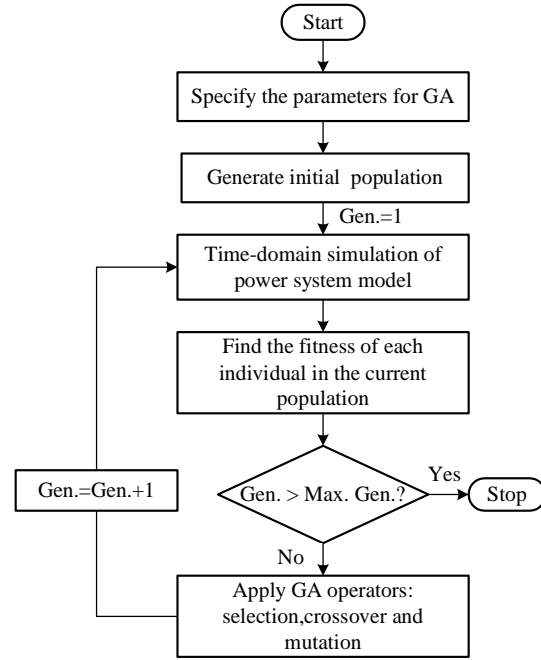 Start
Specify the parameters for GA
Generate initial population
Gen.=1
Time-domain simulation of
power system model
Find the fitness of each
individual in the current
population
Gen. > Max. Gen.?
Yes
Stop
Gen.=Gen.+1
No
Apply GA operators:
selection,crossover and
mutation